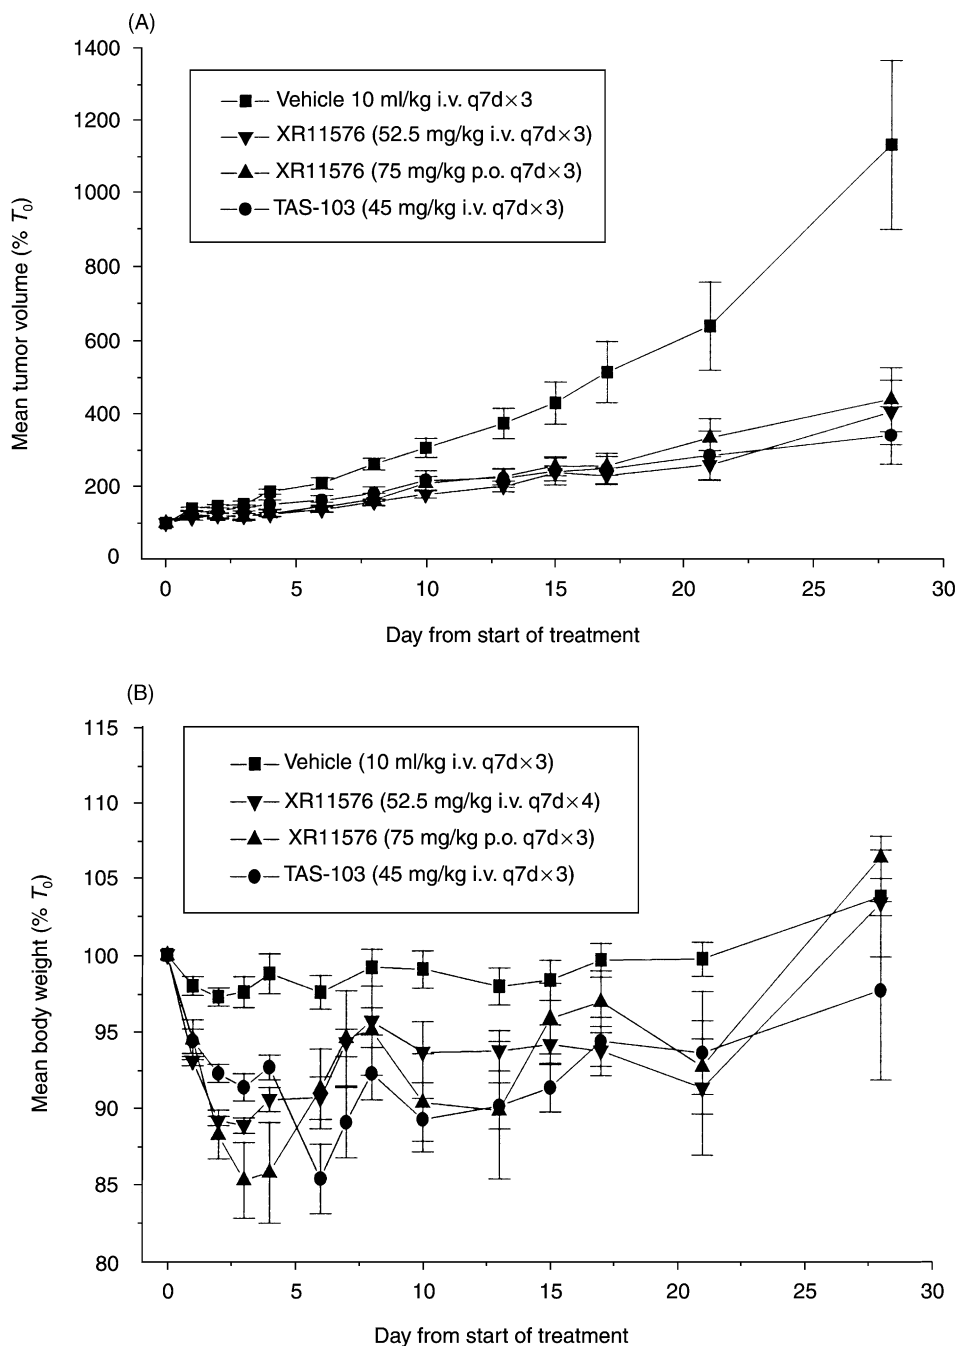 (A)
Mean tumor volume (% T0)
1400
1200
1000
800
600
400
200
0
Vehicle 10 ml/kg i.v. q7d×3
XR11576 (52.5 mg/kg i.v. q7d×3)
XR11576 (75 mg/kg p.o. q7d×3)
TAS-103 (45 mg/kg i.v. q7d×3)
0 5 10 15 20 25 30
Day from start of treatment
(B)
Mean body weight (% T0)
115
110
105
100
95
90
85
80
Vehicle (10 ml/kg i.v. q7d×3)
XR11576 (52.5 mg/kg i.v. q7d×4)
XR11576 (75 mg/kg p.o. q7d×3)
TAS-103 (45 mg/kg i.v. q7d×3)
0 5 10 15 20 25 30
Day from start of treatment